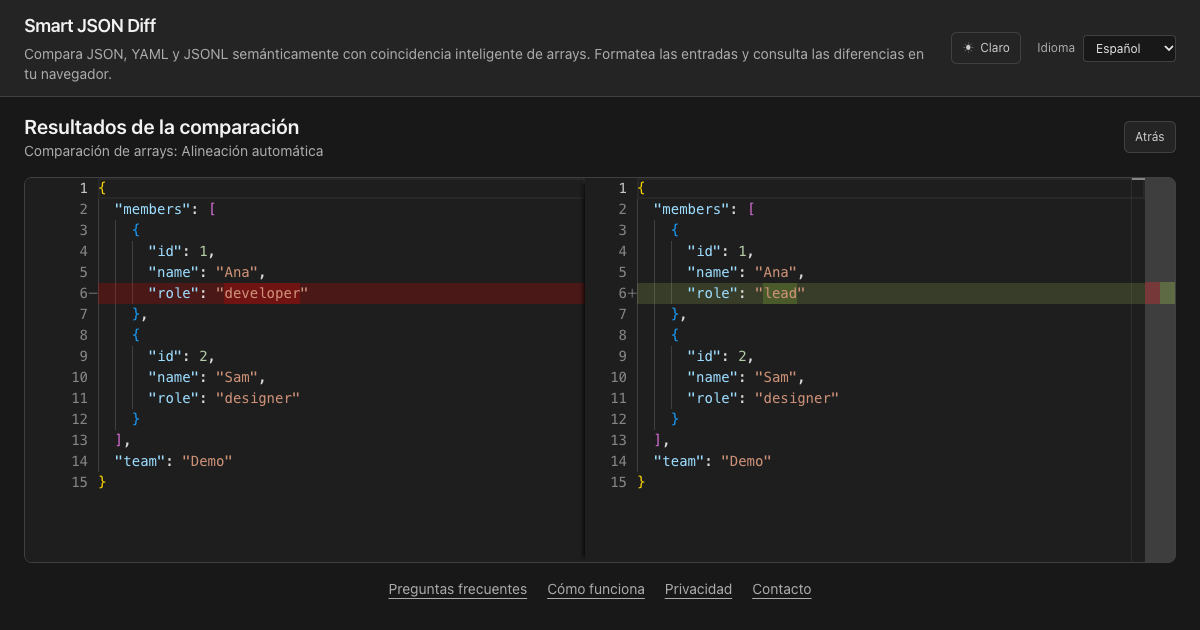 Smart JSON Diff
Compara JSON, YAML y JSONL semánticamente con coincidencia inteligente de arrays. Formatea las entradas y consulta las diferencias en
tu navegador.
☀ Claro
Idioma
Español
Resultados de la comparación
Comparación de arrays: Alineación automática
Atrás
1 {
2 "members": [
3 {
4 "id": 1,
5 "name": "Ana",
6− "role": "developer"
7 },
8 {
9 "id": 2,
10 "name": "Sam",
11 "role": "designer"
12 }
13 ],
14 "team": "Demo"
15 }
1 {
2 "members": [
3 {
4 "id": 1,
5 "name": "Ana",
6+ "role": "lead"
7 },
8 {
9 "id": 2,
10 "name": "Sam",
11 "role": "designer"
12 }
13 ],
14 "team": "Demo"
15 }
Preguntas frecuentes Cómo funciona Privacidad Contacto